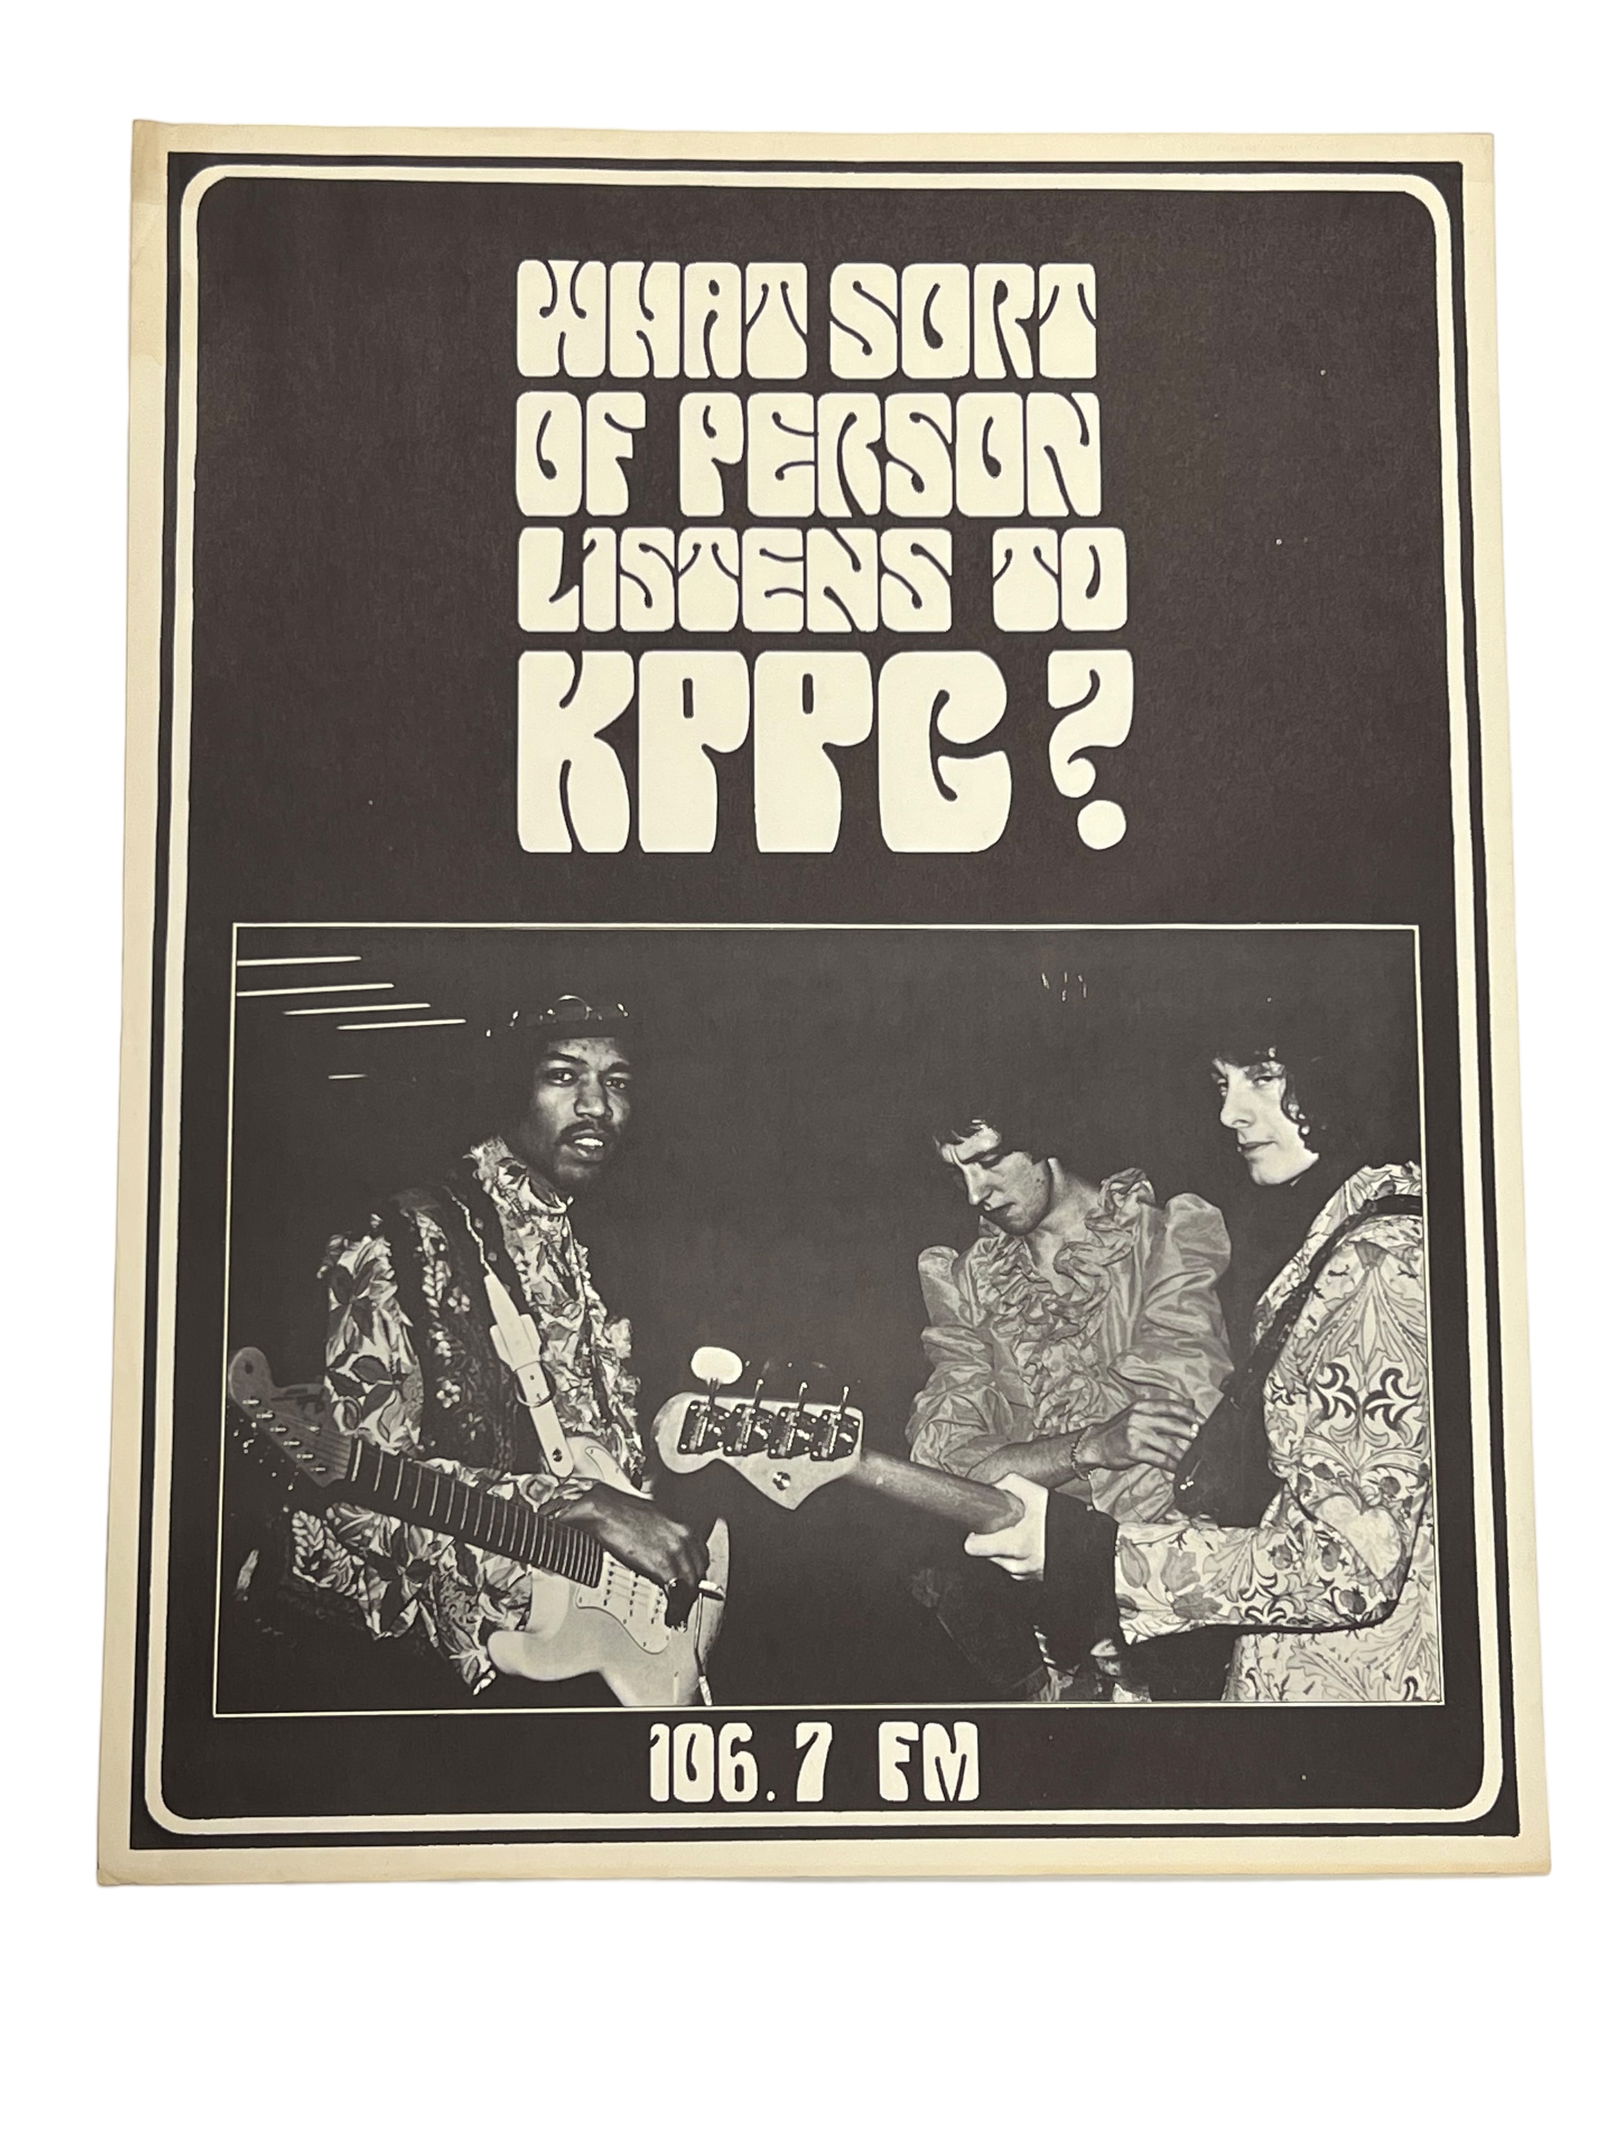 WHAT SORT
OF PERSON
LISTENS TO
KPPC?
106.7 FM